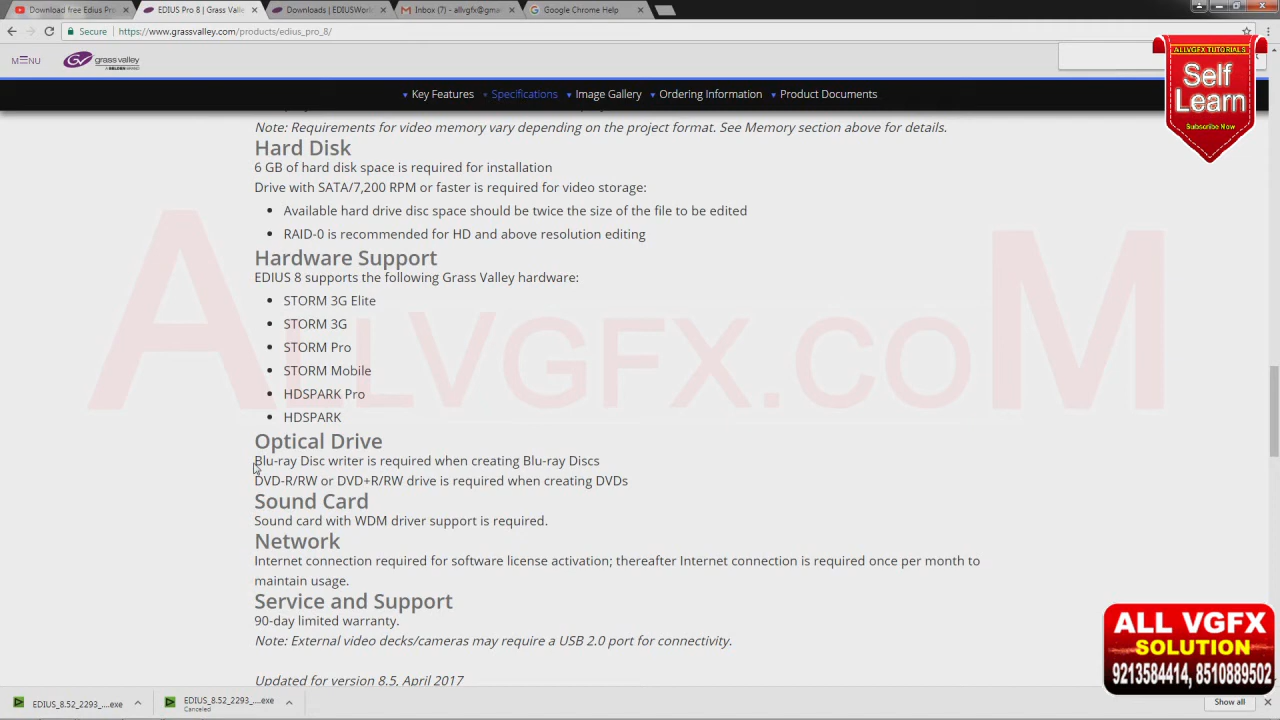 Download free Edius Pro
EDIUS Pro 8 | Grass Valle
Downloads | EDIUSWorl
Inbox (7) - allvgfx@gma
Google Chrome Help
Secure
https://www.grassvalley.com/products/edius_pro_8/
MENU
grass valley
A BELDEN BRAND
ALLVGFX TUTORIALS
Self
Learn
Subscribe Now
Key Features
Specifications
Image Gallery
Ordering Information
Product Documents
Note: Requirements for video memory vary depending on the project format. See Memory section above for details.
Hard Disk
6 GB of hard disk space is required for installation
Drive with SATA/7,200 RPM or faster is required for video storage:
Available hard drive disc space should be twice the size of the file to be edited
RAID-0 is recommended for HD and above resolution editing
Hardware Support
EDIUS 8 supports the following Grass Valley hardware:
STORM 3G Elite
STORM 3G
STORM Pro
STORM Mobile
HDSPARK Pro
HDSPARK
ALLVGFX.COM
Optical Drive
Blu-ray Disc writer is required when creating Blu-ray Discs
DVD-R/RW or DVD+R/RW drive is required when creating DVDs
Sound Card
Sound card with WDM driver support is required.
Network
Internet connection required for software license activation; thereafter Internet connection is required once per month to
maintain usage.
Service and Support
90-day limited warranty.
Note: External video decks/cameras may require a USB 2.0 port for connectivity.
Updated for version 8.5, April 2017
ALL VGFX
SOLUTION
9213584414, 8510889502
EDIUS_8.52_2293_....exe
EDIUS_8.52_2293_....exe
Canceled
Show all